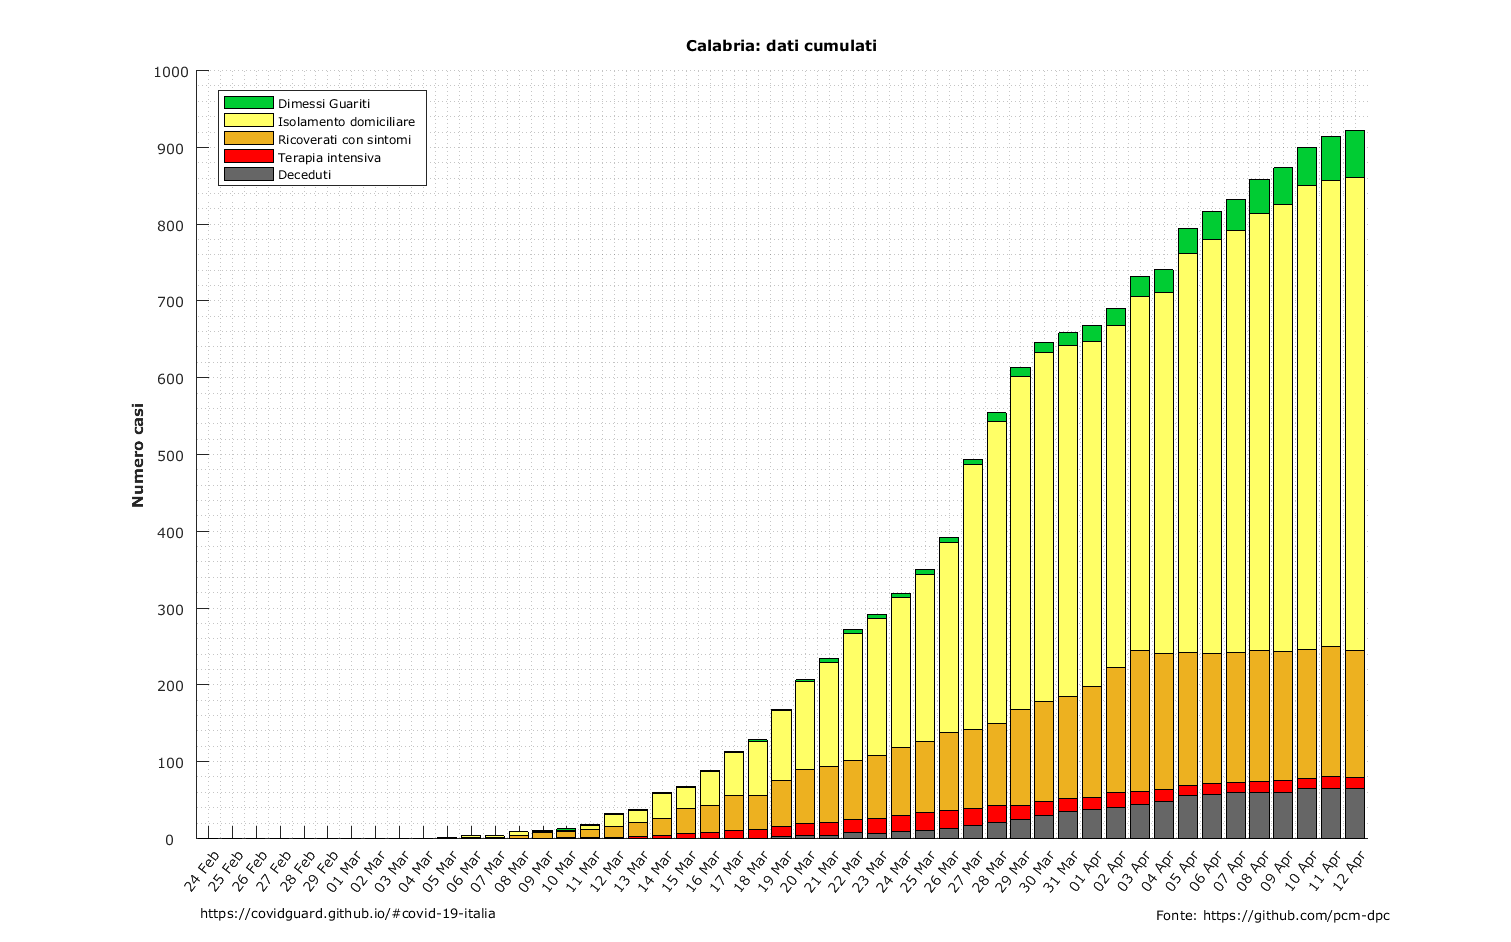 Calabria: dati cumulati
1000
900
800
700
600
500
400
300
200
100
0
Numero casi
Dimessi Guariti
Isolamento domiciliare
Ricoverati con sintomi
Terapia intensiva
Deceduti
24 Feb
25 Feb
26 Feb
27 Feb
28 Feb
29 Feb
01 Mar
02 Mar
03 Mar
04 Mar
05 Mar
06 Mar
07 Mar
08 Mar
09 Mar
10 Mar
11 Mar
12 Mar
13 Mar
14 Mar
15 Mar
16 Mar
17 Mar
18 Mar
19 Mar
20 Mar
21 Mar
22 Mar
23 Mar
24 Mar
25 Mar
26 Mar
27 Mar
28 Mar
29 Mar
30 Mar
31 Mar
01 Apr
02 Apr
03 Apr
04 Apr
05 Apr
06 Apr
07 Apr
08 Apr
09 Apr
10 Apr
11 Apr
12 Apr
https://covidguard.github.io/#covid-19-italia
Fonte: https://github.com/pcm-dpc